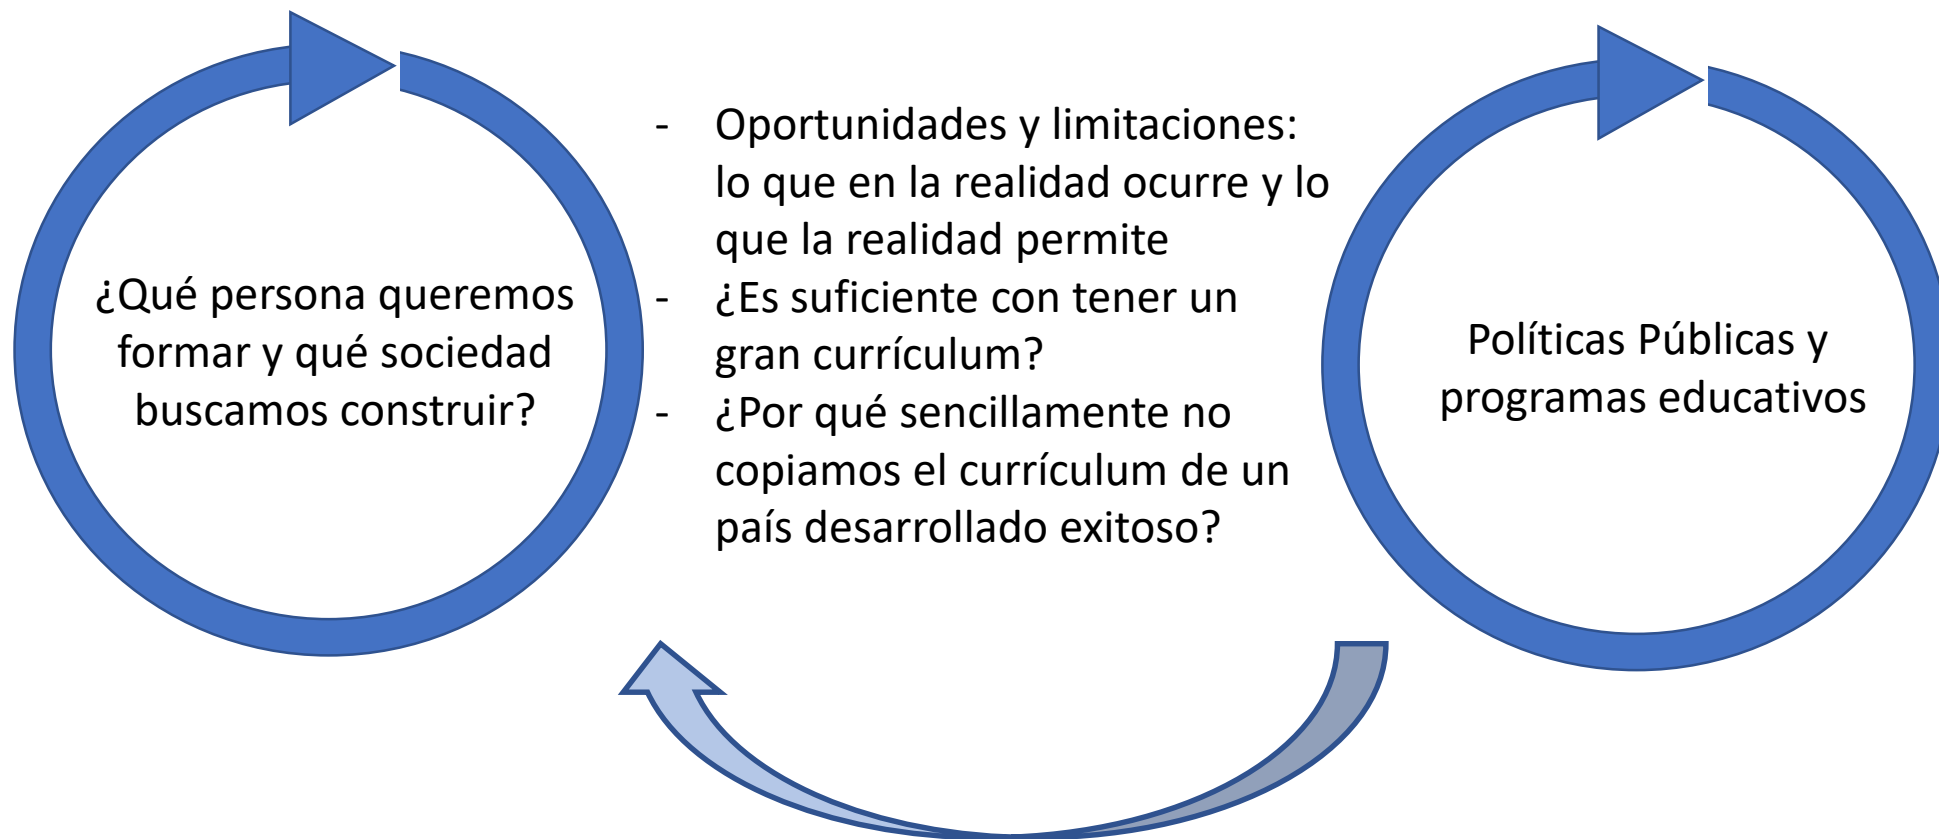 ¿Qué persona queremos
formar y qué sociedad
buscamos construir?
- Oportunidades y limitaciones:
lo que en la realidad ocurre y lo
que la realidad permite
- ¿Es suficiente con tener un
gran currículum?
- ¿Por qué sencillamente no
copiamos el currículum de un
país desarrollado exitoso?
Políticas Públicas y
programas educativos